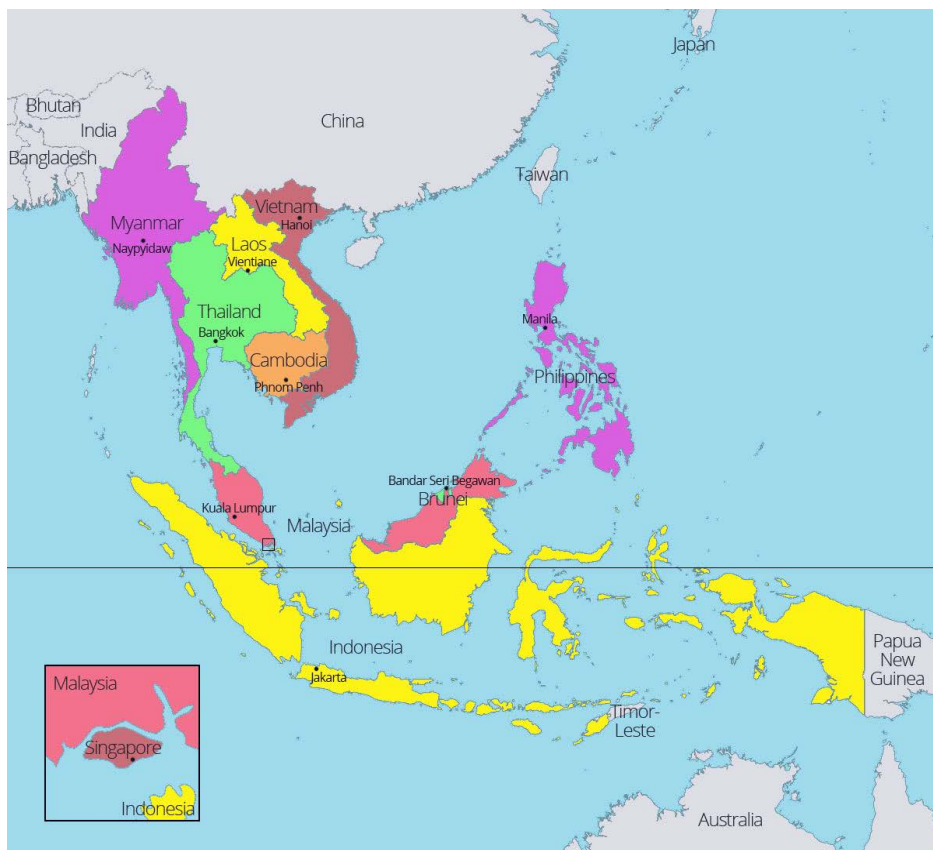 Japan
Bhutan
India
China
Bangladesh
Taiwan
Vietnam
Hanoi
Myanmar
Naypyidaw
Laos
Vientiane
Thailand
Bangkok
Manila
Cambodia
Phnom Penh
Philippines
Bandar Seri Begawan
Brunei
Kuala Lumpur
Malaysia
Indonesia
Jakarta
Papua
New
Guinea
Timor-
Leste
Malaysia
Singapore
Indonesia
Australia